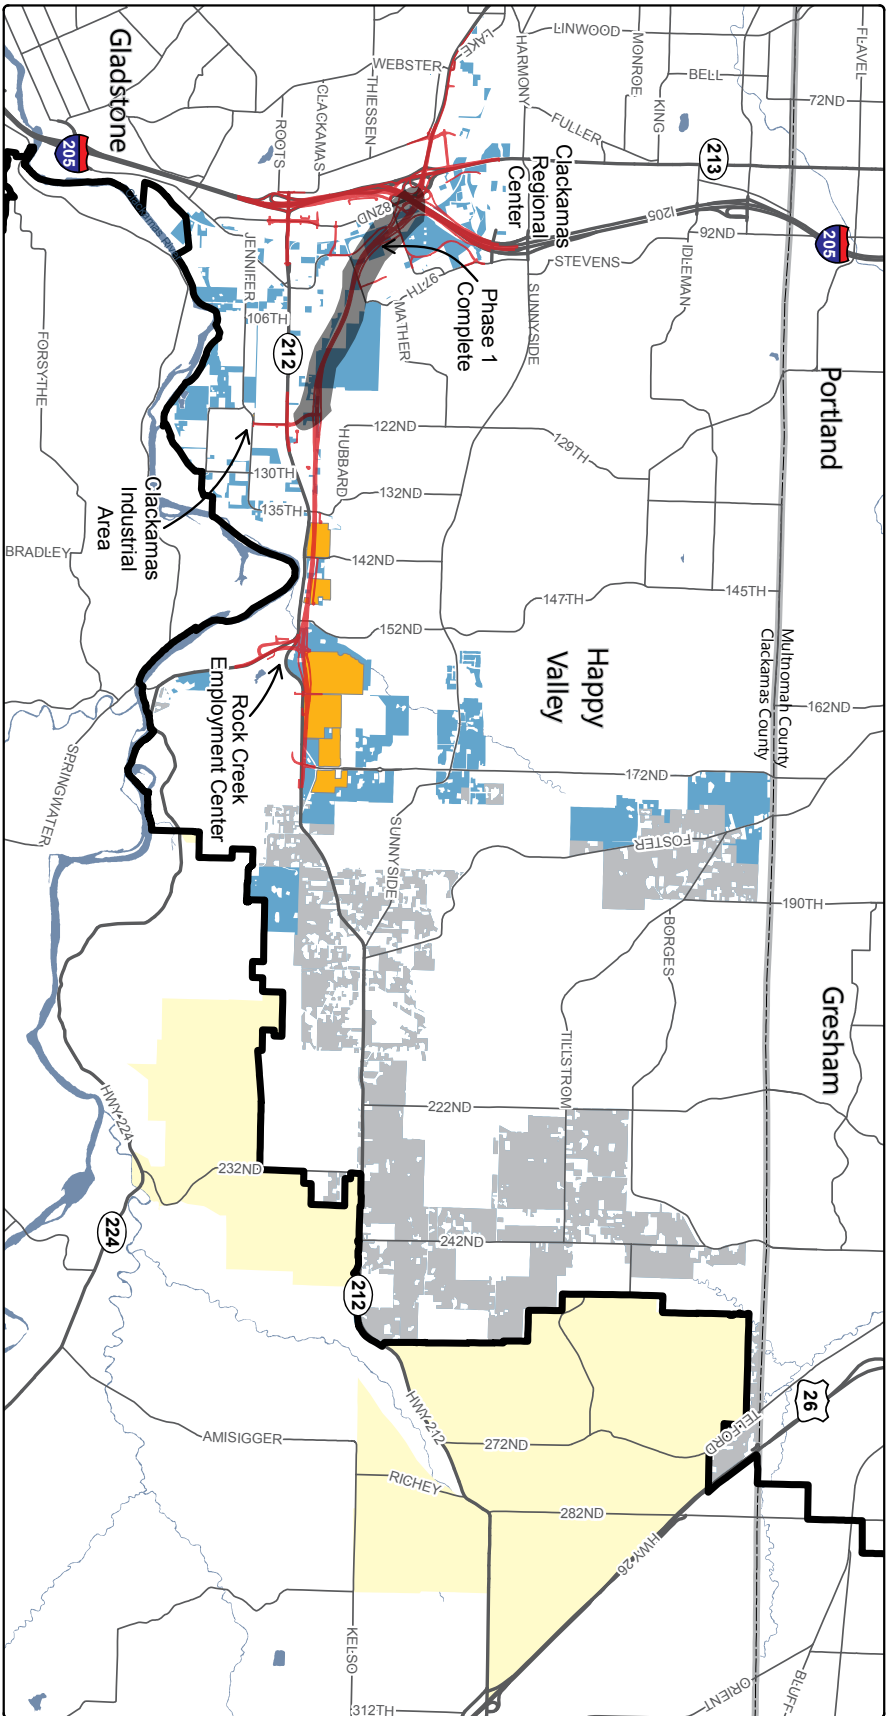 FLAVEL
LINWOOD
HARMONY
MONROE
LAKE
WEBSTER
BELL
THIESSEN
CLACKAMAS
KING
72ND
FULLER
ROOTS
Gladstone
205
213
Clackamas
Regional
Center
82ND
I205
92ND
205
JENNIFER
IDLEMAN
STEVENS
97TH
SUNNYSIDE
Phase 1
Complete
MATHER
106TH
212
FORSYTHE
Portland
122ND
HUBBARD
129TH
130TH
132ND
135TH
Clackamas
Industrial
Area
BRADLEY
142ND
145TH
147TH
152ND
Happy
Valley
Multnomah County
Clackamas County
Rock Creek
Employment Center
162ND
SPRINGWATER
172ND
SUNNYSIDE
FOSTER
190TH
BORGES
Gresham
TILLSTROM
HWY 224
222ND
232ND
224
242ND
212
26
TELFORD
HWY 212
AMISIGGER
272ND
RICHEY
282ND
HWY 26
KELSO
ORIENT
BLUFF
312TH